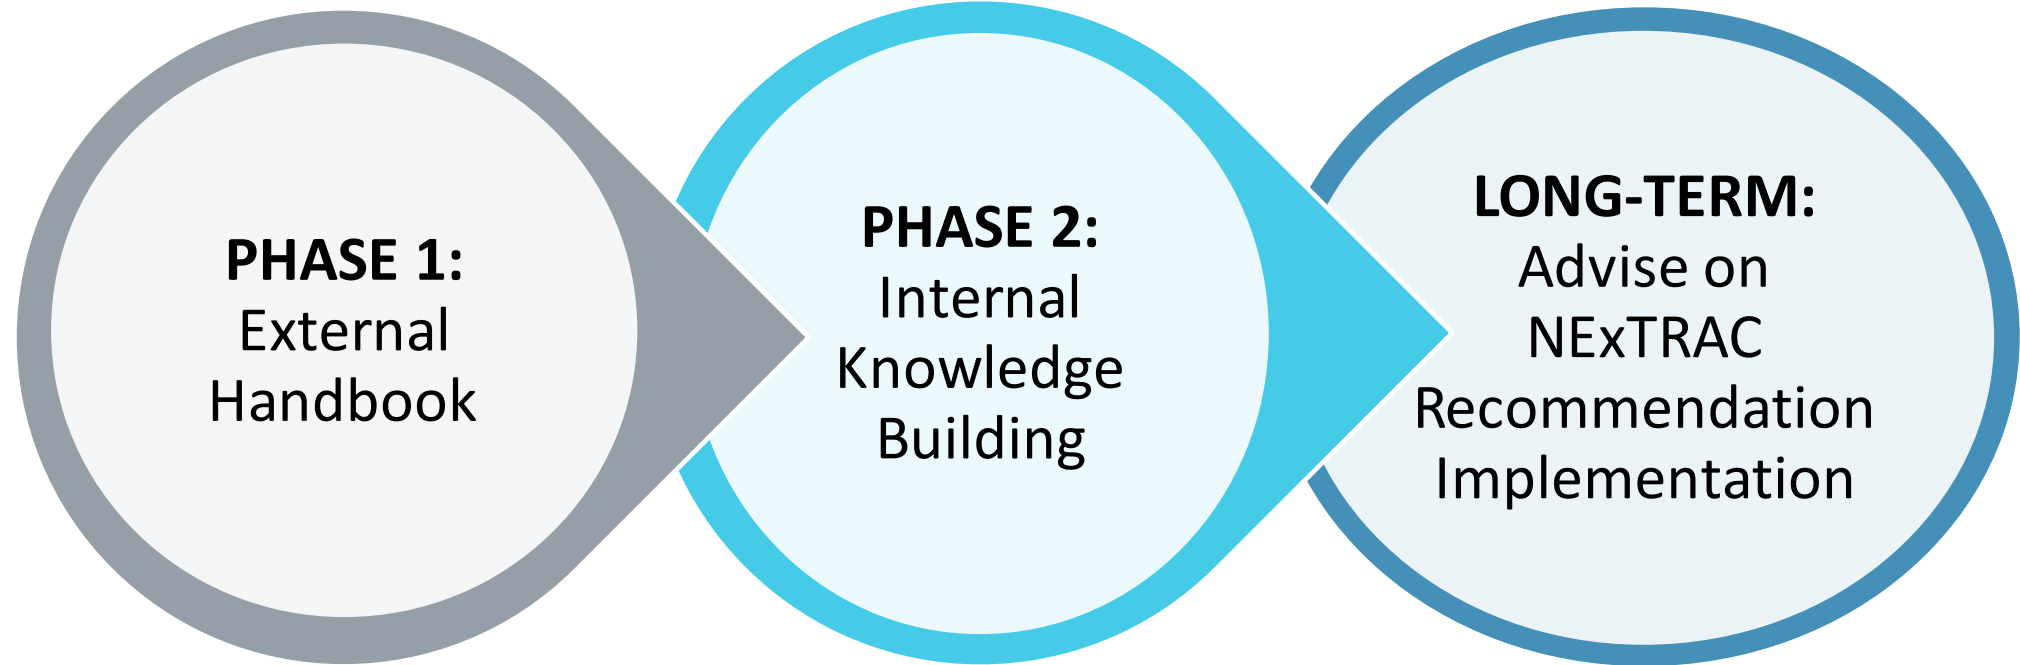 PHASE 1:
External
Handbook
PHASE 2:
Internal
Knowledge
Building
LONG-TERM:
Advise on
NExTRAC
Recommendation
Implementation